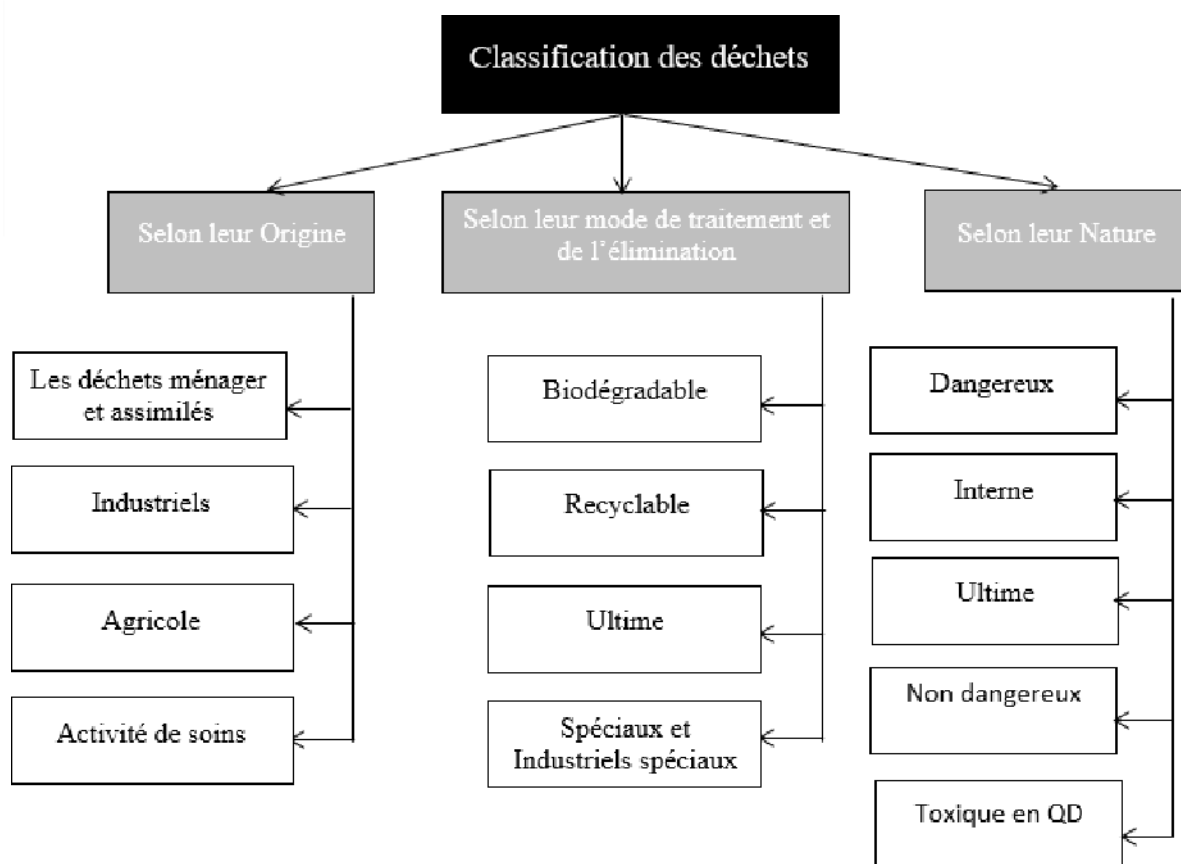 Classification des déchets
Selon leur Origine
Les déchets ménager
et assimilés
Industriels
Agricole
Activité de soins
Selon leur mode de traitement et
de l'élimination
Biodégradable
Recyclable
Ultime
Spéciaux et
Industriels spéciaux
Selon leur Nature
Dangereux
Interne
Ultime
Non dangereux
Toxique en QD